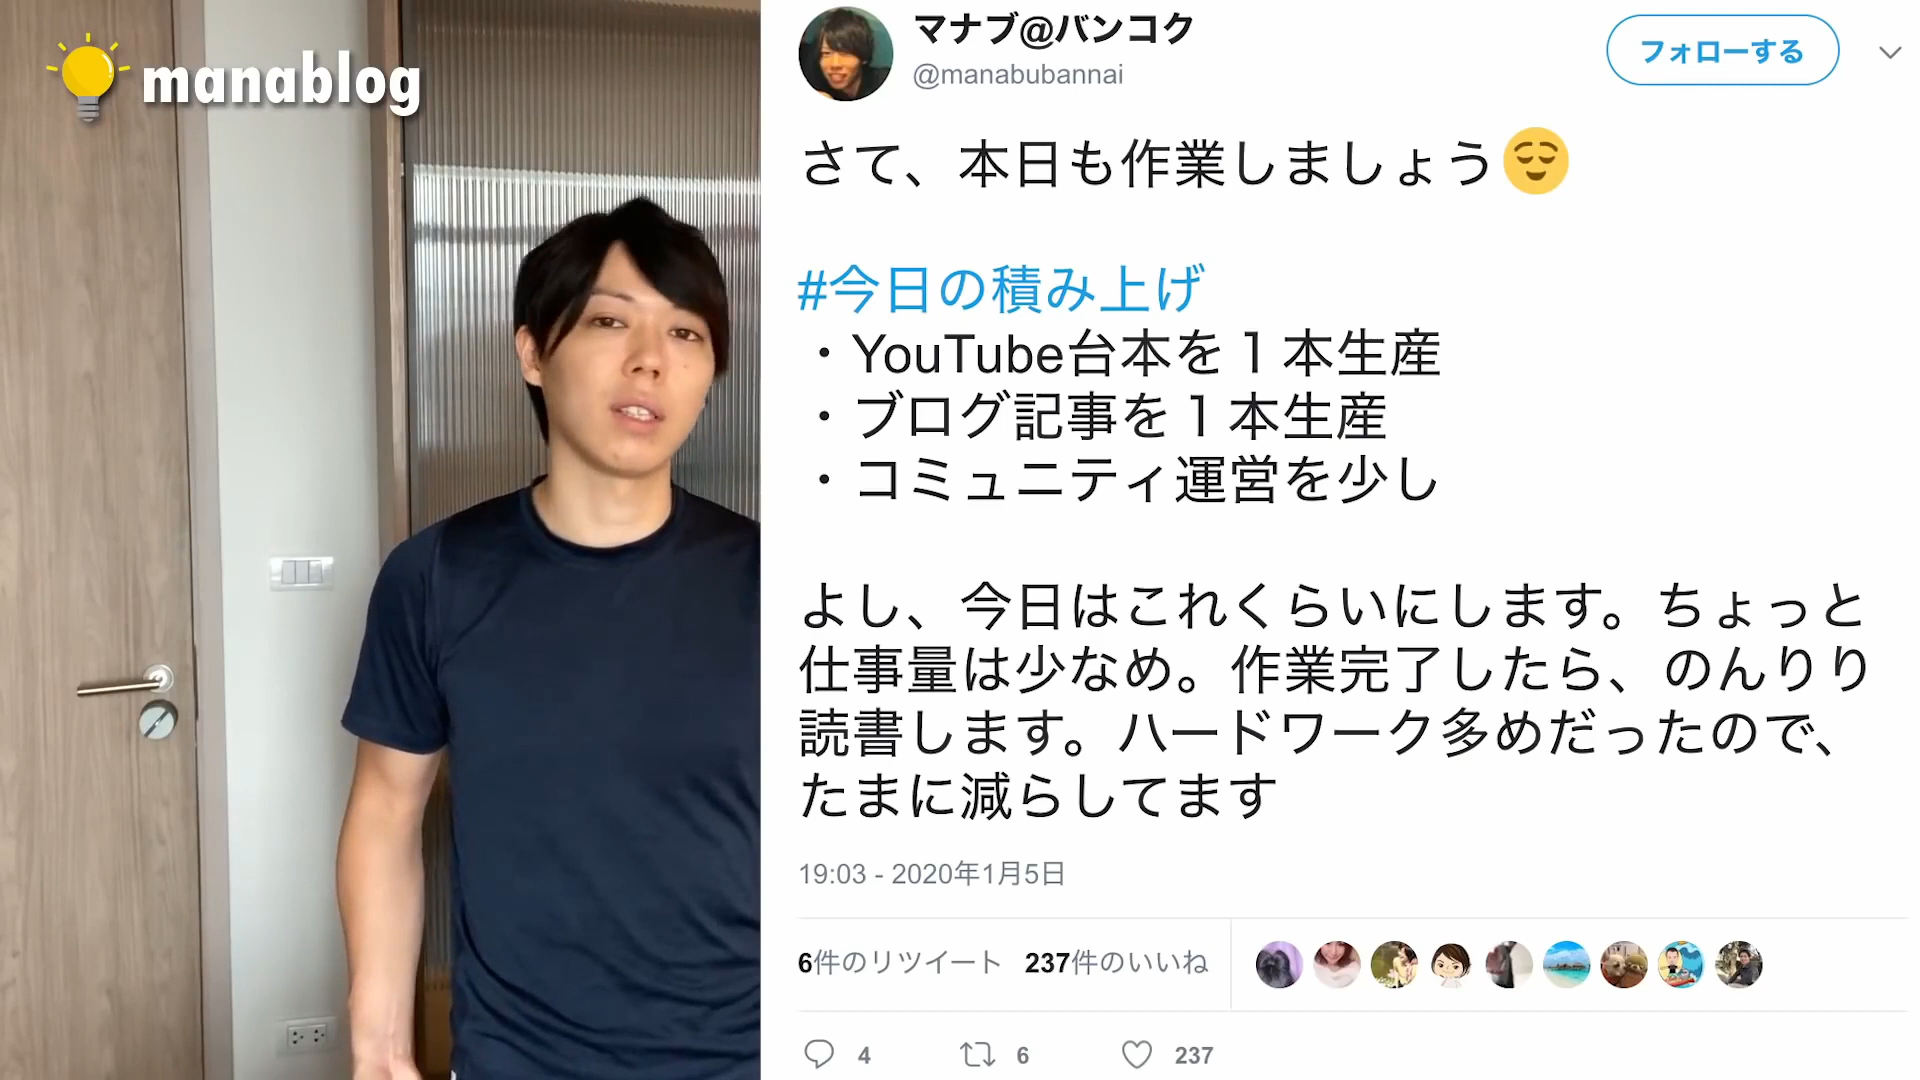 manablog
マナブ@バンコク
@manabubannai
フォローする
さて、本日も作業しましょう😌
#今日の積み上げ
・YouTube台本を１本生産
・ブログ記事を１本生産
・コミュニティ運営を少し
よし、今日はこれくらいにします。ちょっと
仕事量は少なめ。作業完了したら、のんりり
読書します。ハードワーク多めだったので、
たまに減らしてます
19:03 - 2020年1月5日
6件のリツイート 237件のいいね
4 6 237